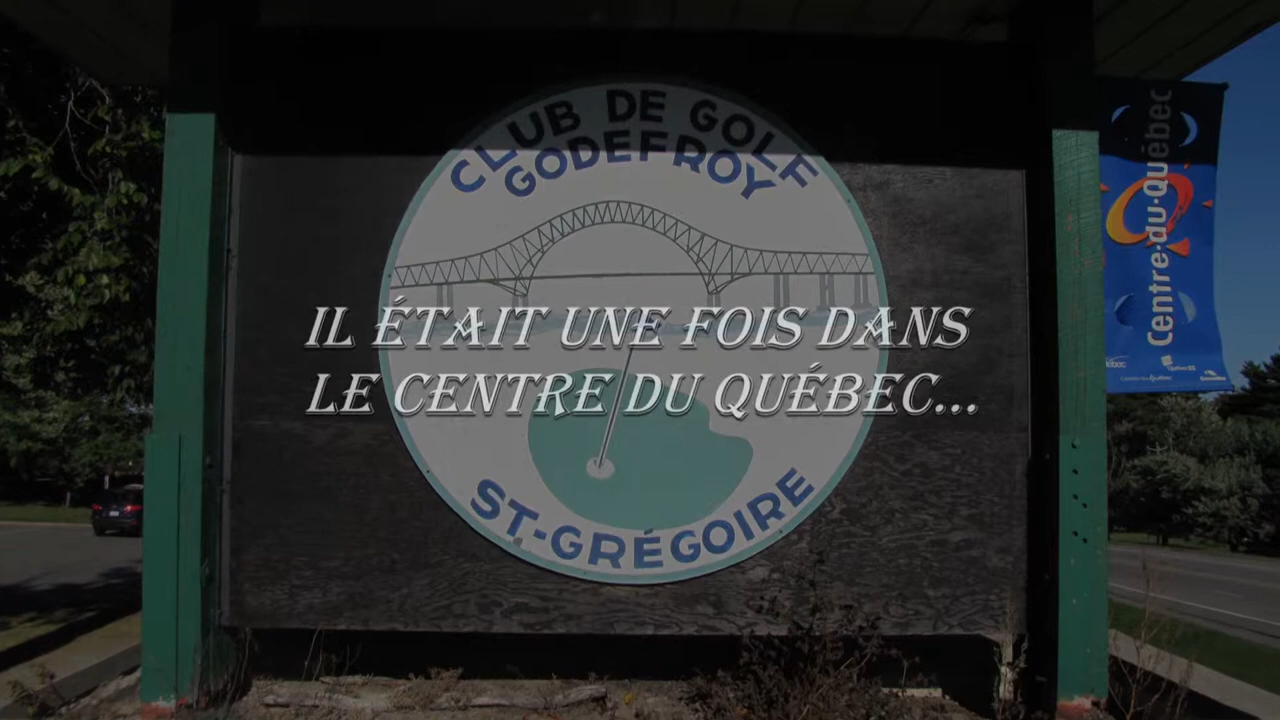 CLUB DE GOLF
GODEFROY
IL ÉTAIT UNE FOIS DANS
LE CENTRE DU QUÉBEC...
ST-GRÉGOIRE
Centre-du-Québec